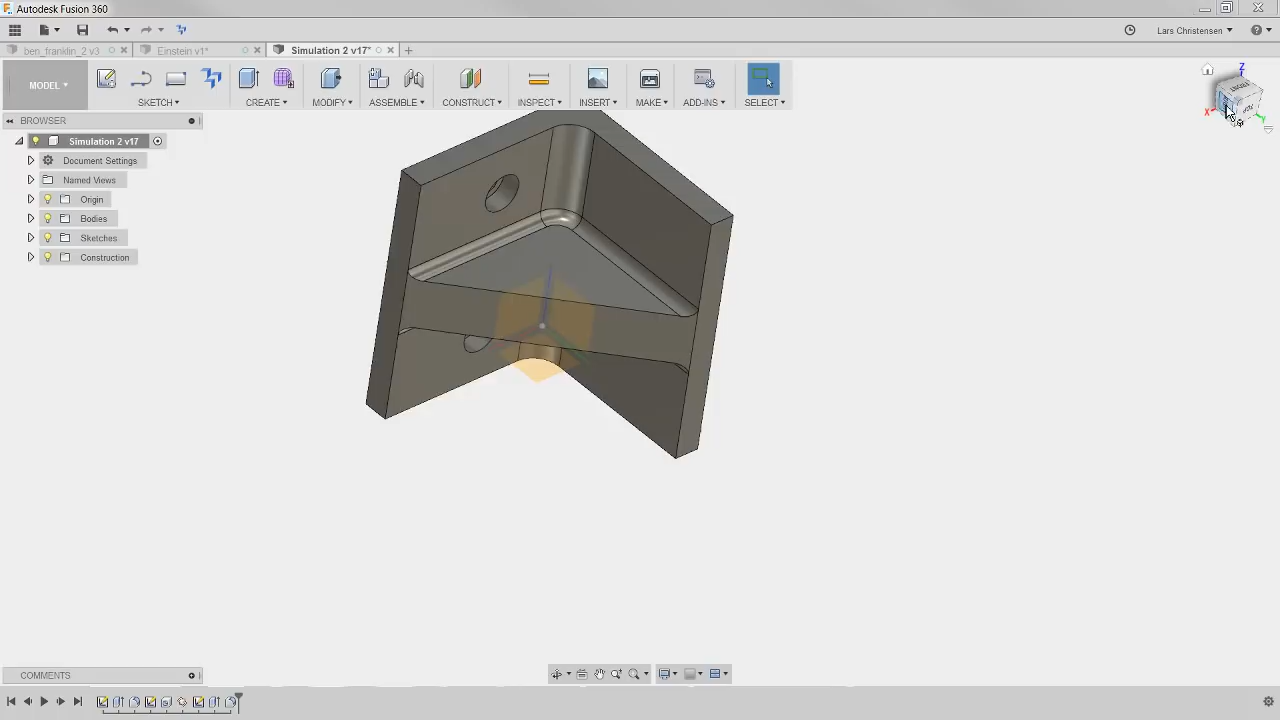 Autodesk Fusion 360
Lars Christensen
ben_franklin_2 v3
Einstein v1*
Simulation 2 v17*
MODEL
SKETCH
CREATE
MODIFY
ASSEMBLE
CONSTRUCT
INSPECT
INSERT
MAKE
ADD-INS
SELECT
Z
X
Y
BROWSER
Simulation 2 v17
Document Settings
Named Views
Origin
Bodies
Sketches
Construction
COMMENTS